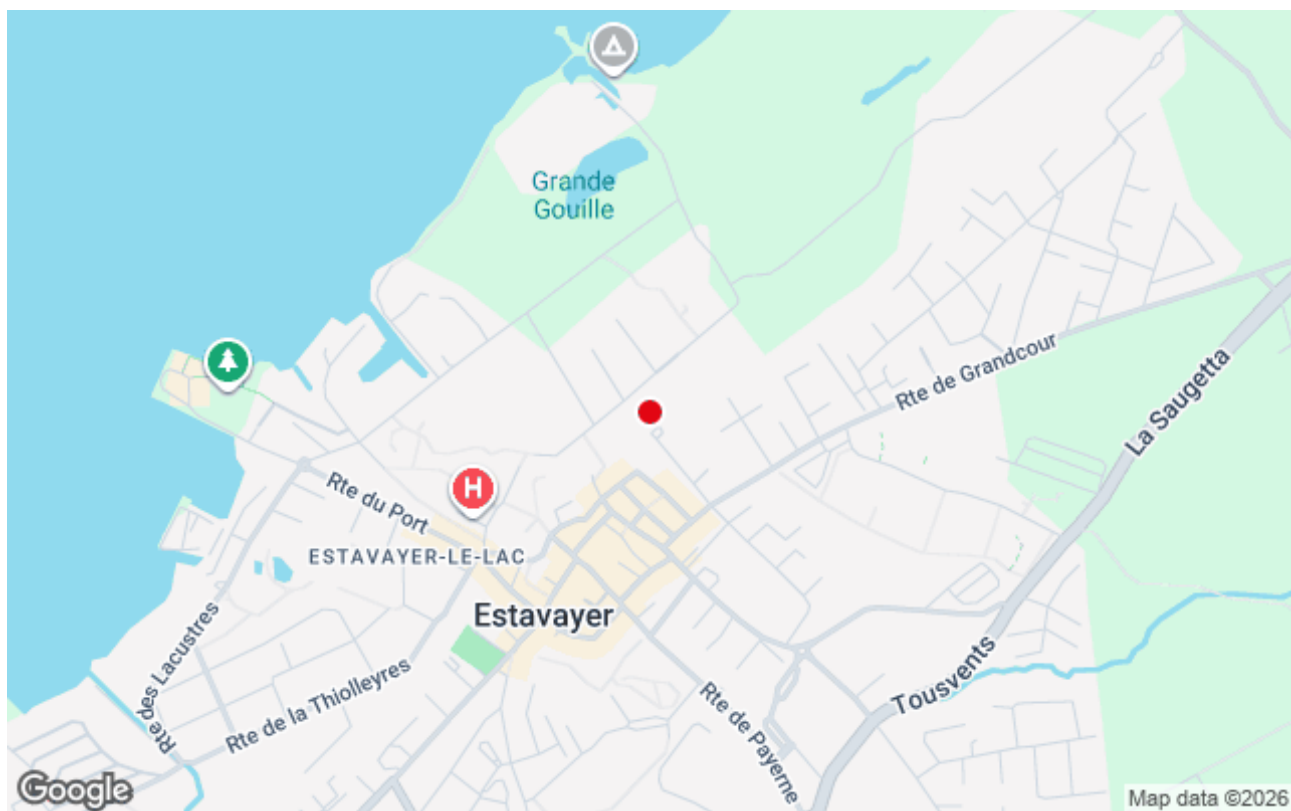 Grande
Gouille
Rte de Grandcour
La Saugetta
H
Rte du Port
ESTAVAYER-LE-LAC
Estavayer
Rte des Lacustres
Rte de la Thiolleyres
Tousvents
Rte de Payerne
Google
Map data ©2026